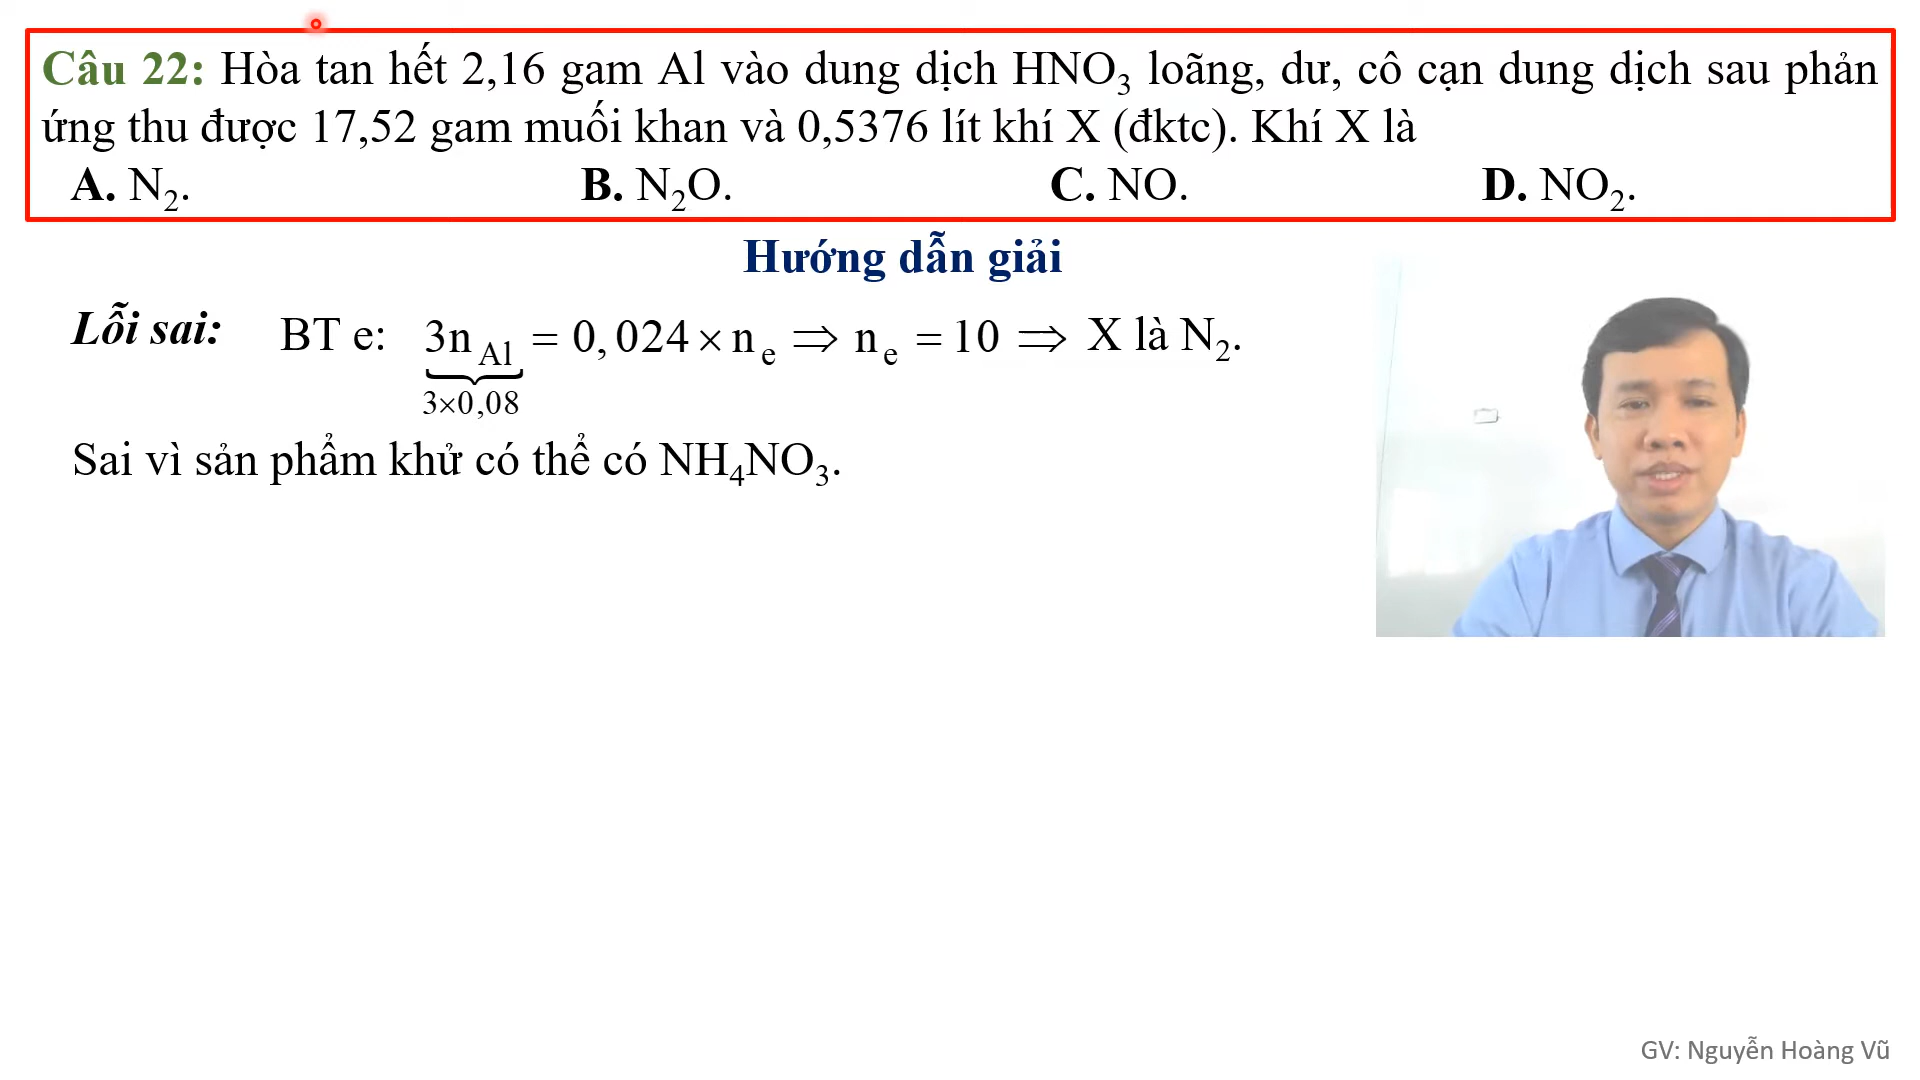 Câu 22: Hòa tan hết 2,16 gam Al vào dung dịch HNO₃ loãng, dư, cô cạn dung dịch sau phản
ứng thu được 17,52 gam muối khan và 0,5376 lít khí X (đktc). Khí X là
A. N₂. B. N₂O. C. NO. D. NO₂.
Hướng dẫn giải
Lỗi sai: BT e: 3n Al = 0,024 × n e ⇒ n e = 10 ⇒ X là N₂.
3×0,08
Sai vì sản phẩm khử có thể có NH₄NO₃.
GV: Nguyễn Hoàng Vũ